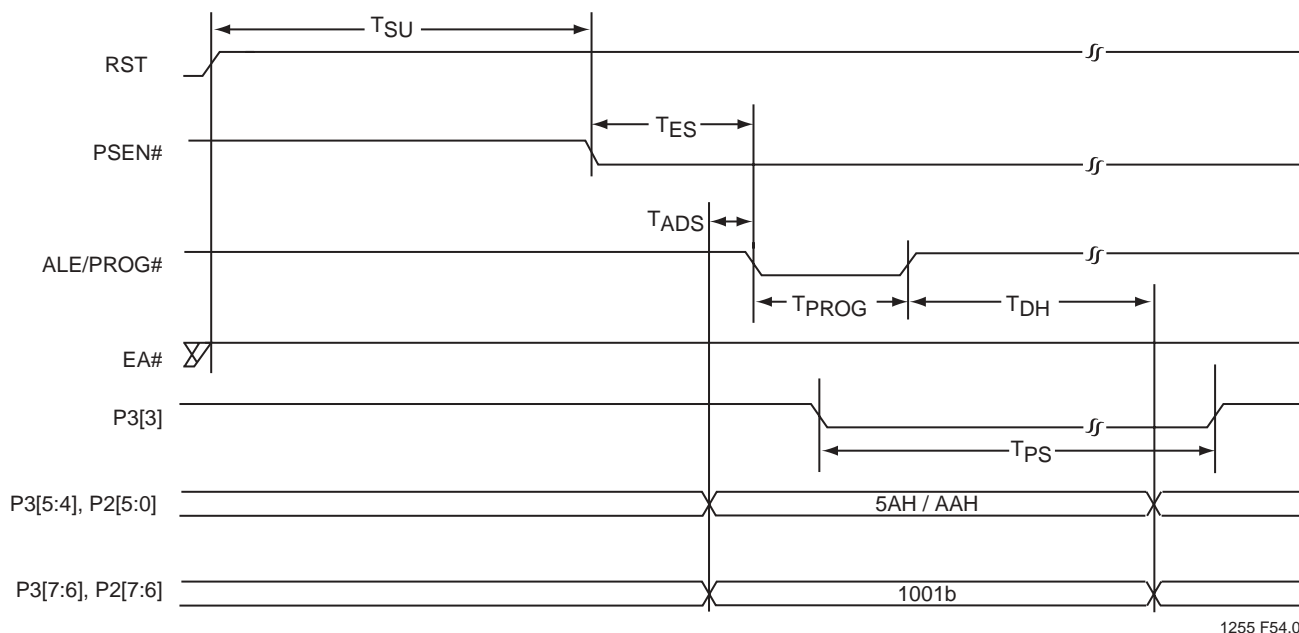 TSU
RST
TES
PSEN#
TADS
ALE/PROG#
TPROG
TDH
EA#
P3[3]
TPS
P3[5:4], P2[5:0]
5AH / AAH
P3[7:6], P2[7:6]
1001b
1255 F54.0